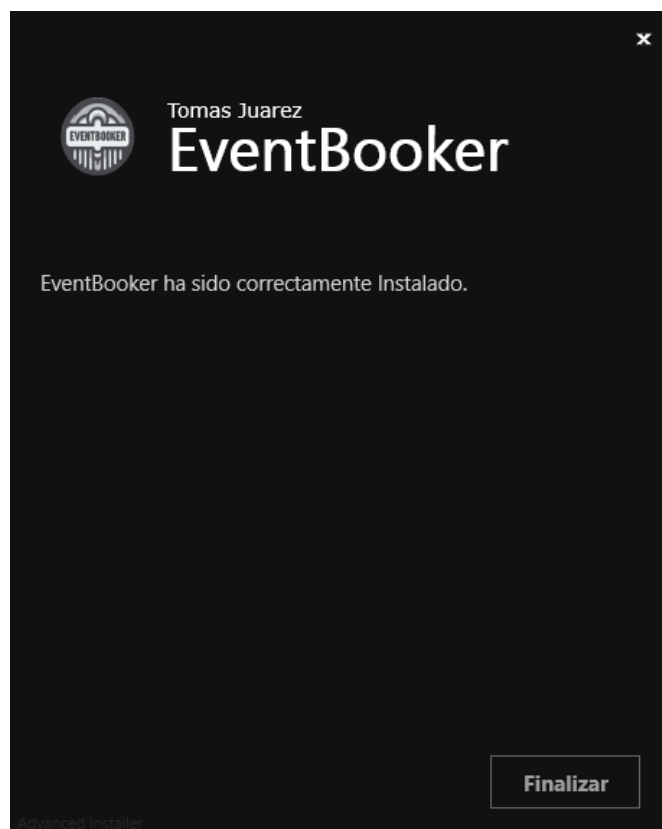 Tomas Juarez
EVENTBOOKER
EventBooker
EventBooker ha sido correctamente Instalado.
Finalizar
Advanced Installer